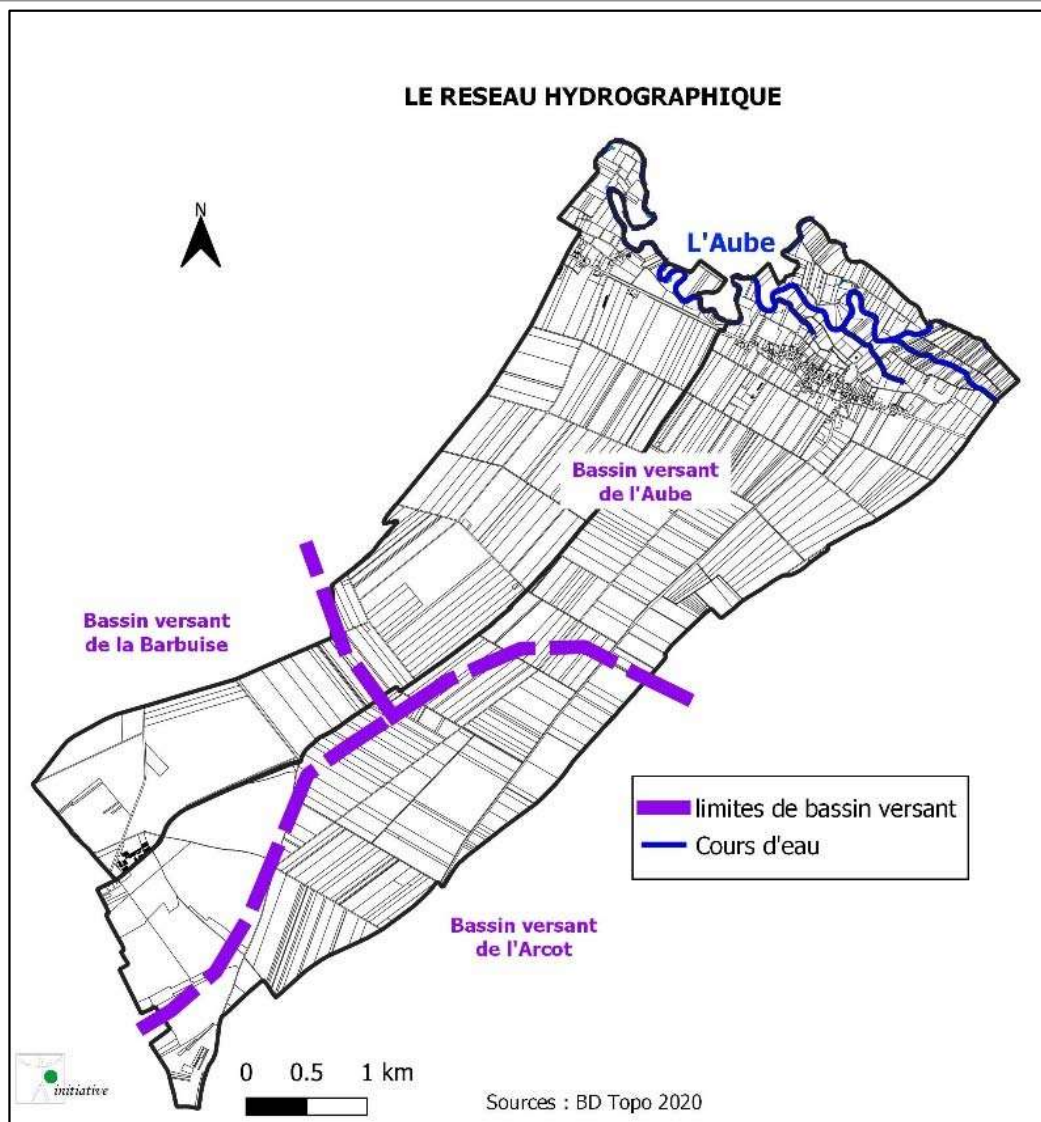 LE RESEAU HYDROGRAPHIQUE
N
L'Aube
Bassin versant
de l'Aube
Bassin versant
de la Barbuise
limites de bassin versant
Cours d'eau
Bassin versant
de l'Arcot
initiative
0 0.5 1 km
Sources : BD Topo 2020